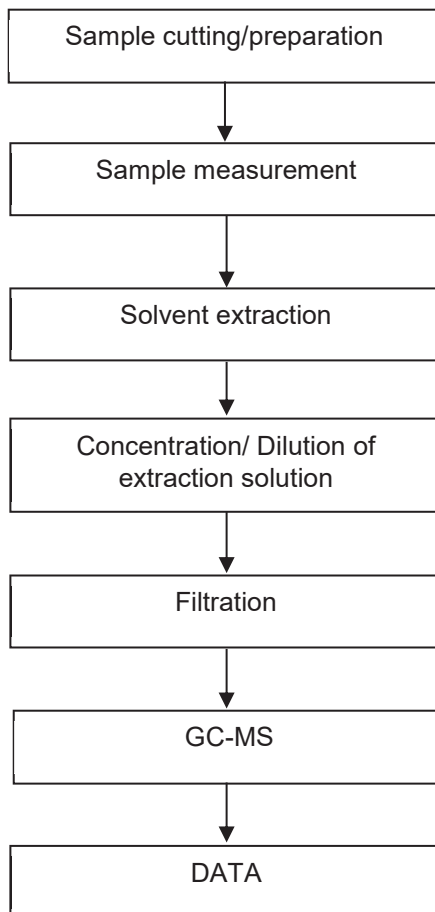 Sample cutting/preparation
Sample measurement
Solvent extraction
Concentration/ Dilution of
extraction solution
Filtration
GC-MS
DATA